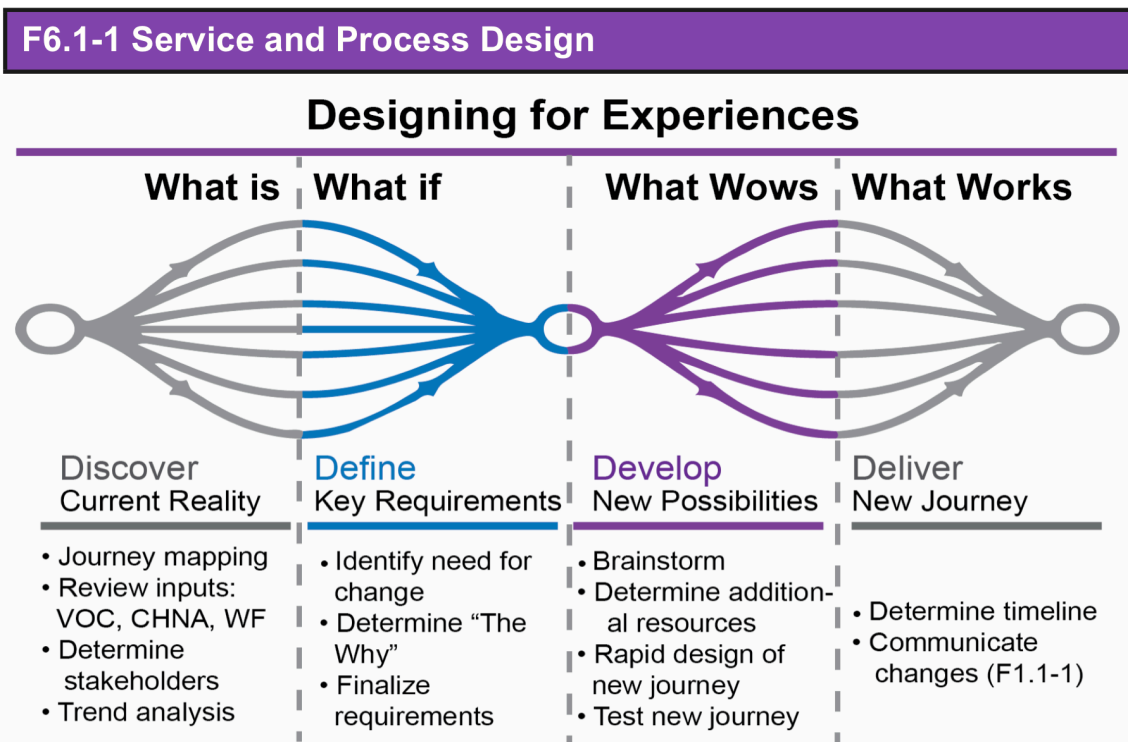 F6.1-1 Service and Process Design
Designing for Experiences
What is
What if
What Wows
What Works
Discover
Current Reality
• Journey mapping
• Review inputs:
VOC, CHNA, WF
• Determine
stakeholders
• Trend analysis
Define
Key Requirements
• Identify need for
change
• Determine “The
Why”
• Finalize
requirements
Develop
New Possibilities
• Brainstorm
• Determine addition-
al resources
• Rapid design of
new journey
• Test new journey
Deliver
New Journey
• Determine timeline
• Communicate
changes (F1.1-1)